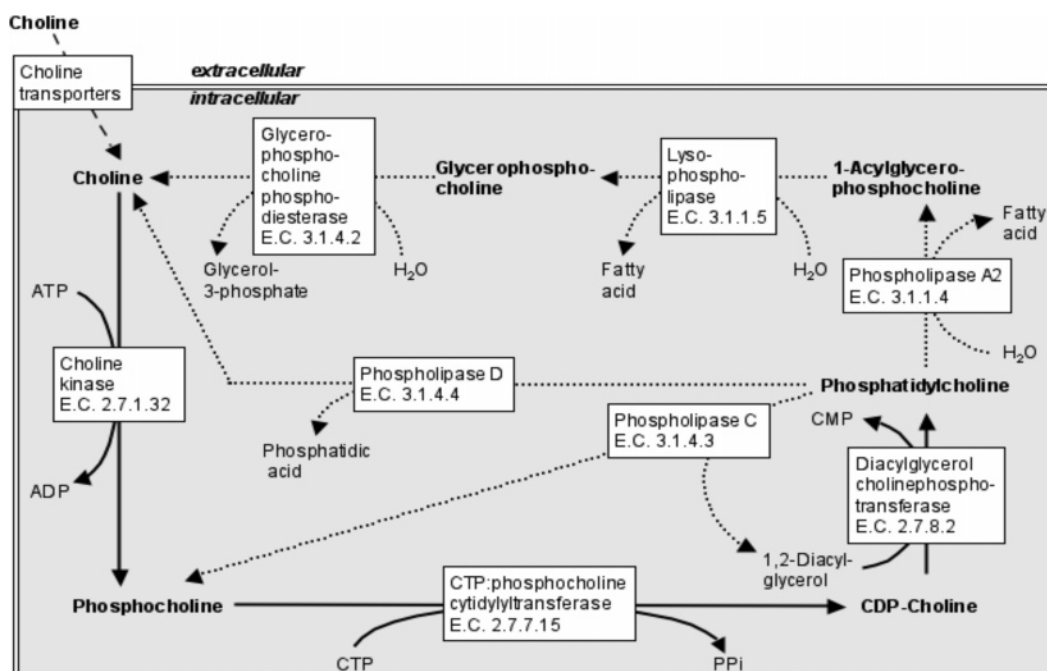 Choline
Choline
transporters
extracellular
intracellular
Choline
Glycero-
phospho-
choline
phospho-
diesterase
E.C. 3.1.4.2
Glycerophospho-
choline
Lyso-
phospho-
lipase
E.C. 3.1.1.5
1-Acylglycero-
phosphocholine
Fatty
acid
Glycerol-
3-phosphate
H₂O
Fatty
acid
H₂O
Phospholipase A2
E.C. 3.1.1.4
H₂O
ATP
Choline
kinase
E.C. 2.7.1.32
ADP
Phospholipase D
E.C. 3.1.4.4
Phosphatidic
acid
Phosphatidylcholine
Phospholipase C
E.C. 3.1.4.3
CMP
Diacylglycerol
cholinephospho-
transferase
E.C. 2.7.8.2
1,2-Diacyl-
glycerol
Phosphocholine
CTP:phosphocholine
cytidylyltransferase
E.C. 2.7.7.15
CDP-Choline
CTP
PPi